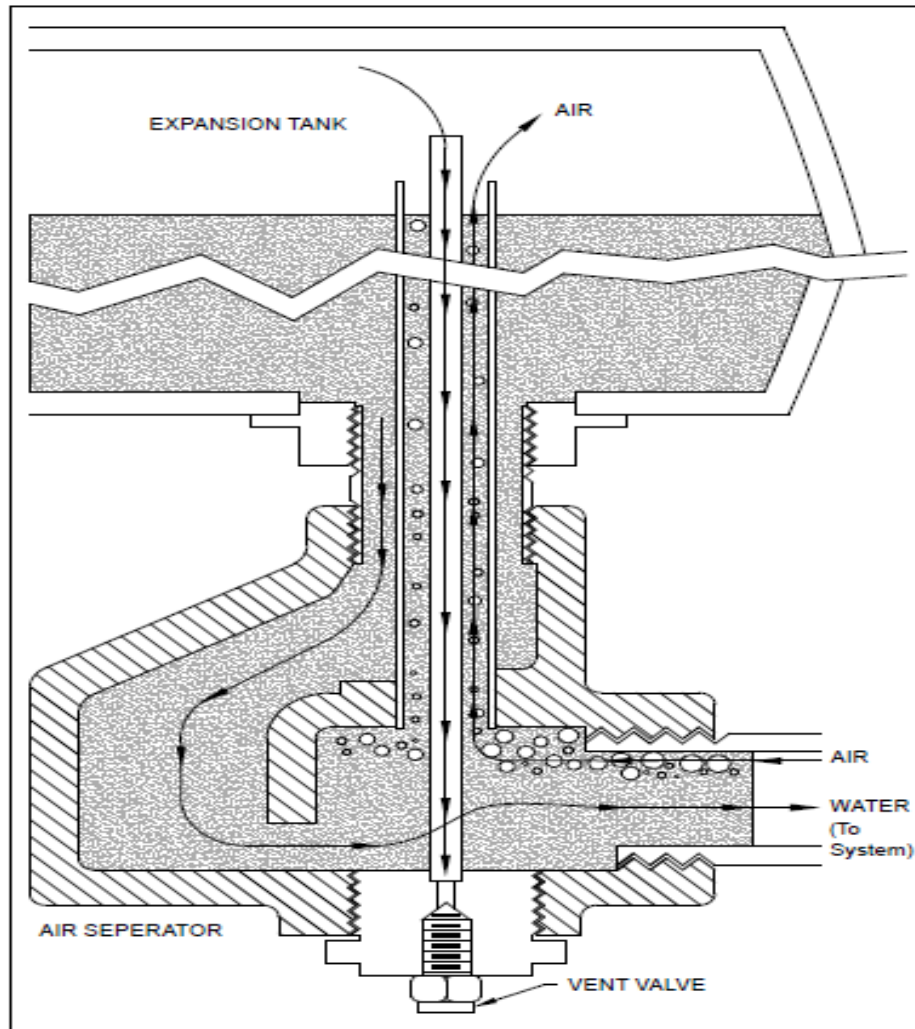 EXPANSION TANK
AIR
AIR
WATER
(To
System)
AIR SEPERATOR
VENT VALVE